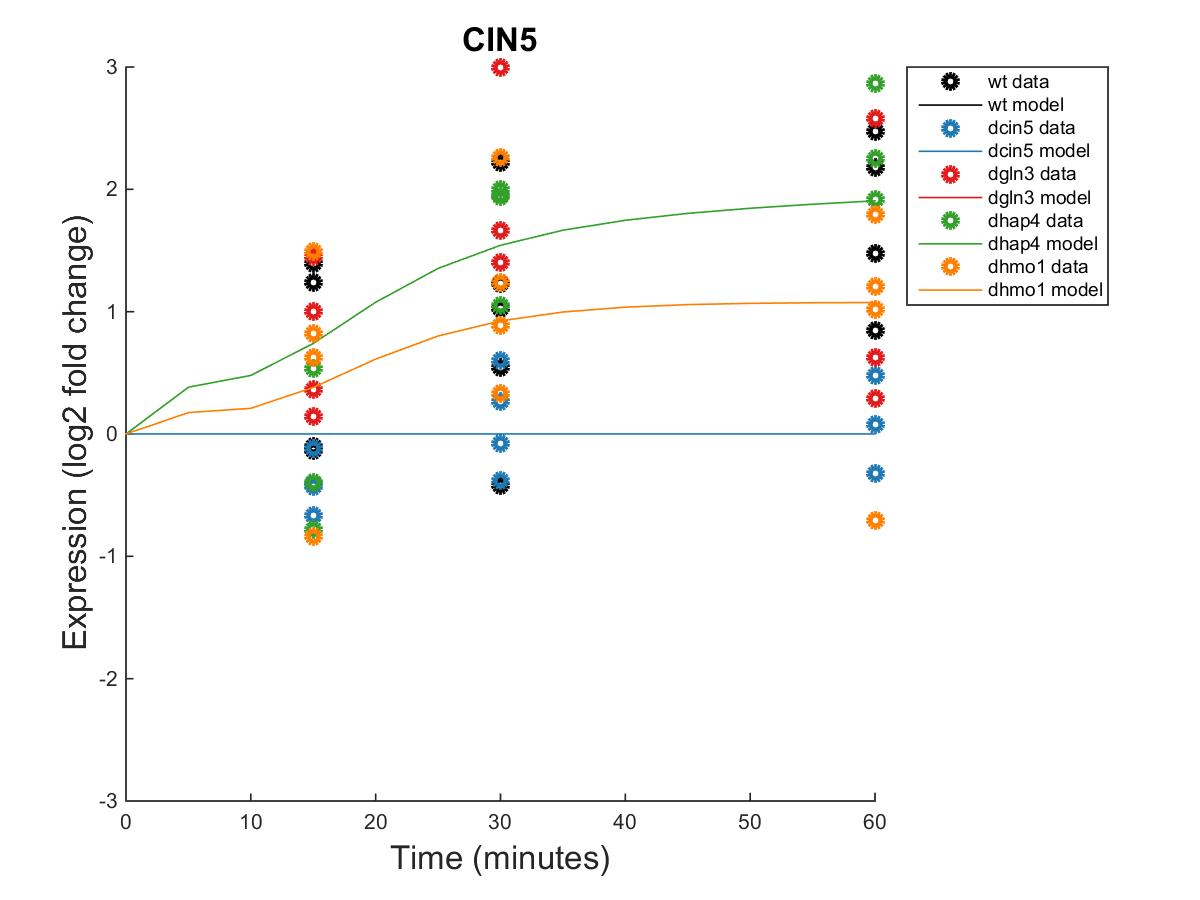 CIN5
Expression (log2 fold change)
3
2
1
0
-1
-2
-3
0 10 20 30 40 50 60
Time (minutes)
wt data
wt model
dcin5 data
dcin5 model
dgln3 data
dgln3 model
dhap4 data
dhap4 model
dhmo1 data
dhmo1 model